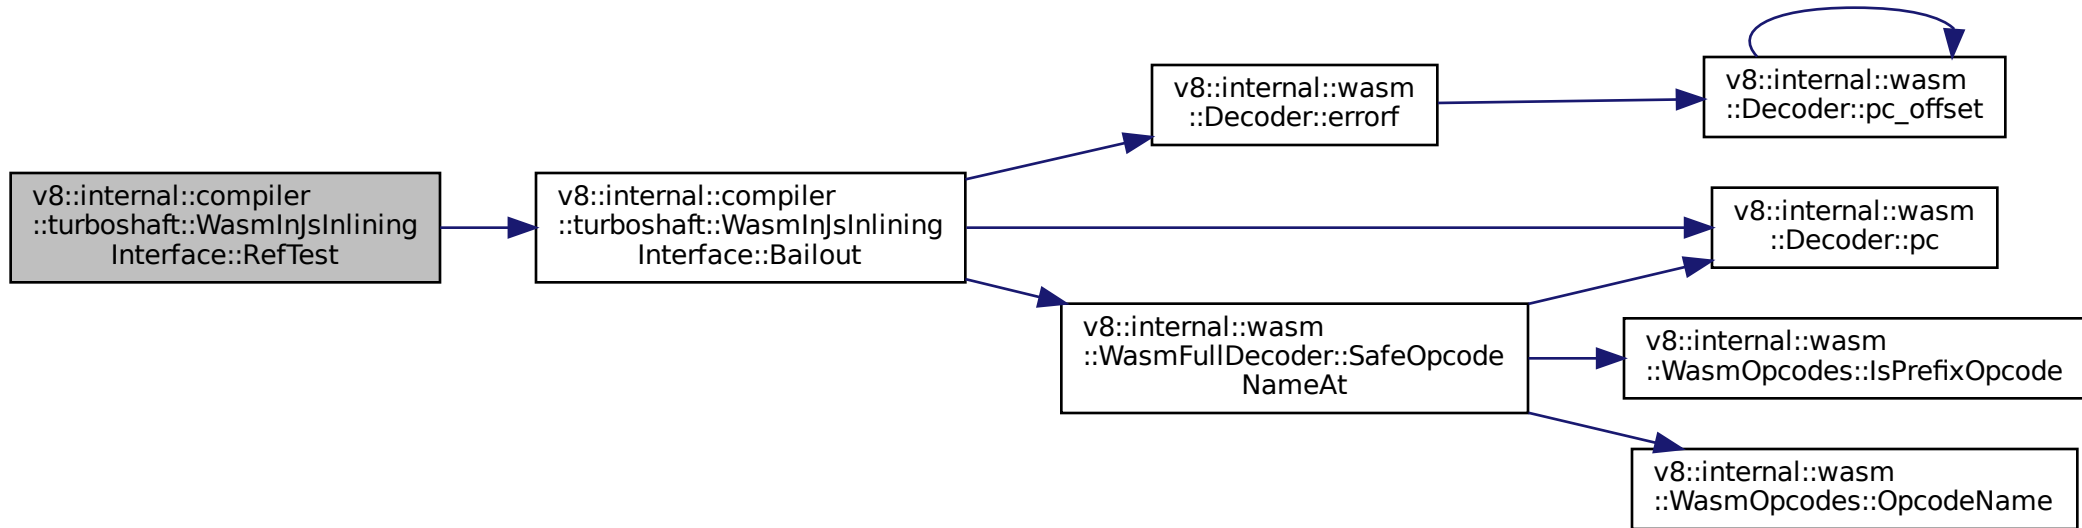 v8::internal::compiler
::turboshaft::WasmInJsInlining
Interface::RefTest
v8::internal::compiler
::turboshaft::WasmInJsInlining
Interface::Bailout
v8::internal::wasm
::Decoder::errorf
v8::internal::wasm
::Decoder::pc_offset
v8::internal::wasm
::Decoder::pc
v8::internal::wasm
::WasmFullDecoder::SafeOpcode
NameAt
v8::internal::wasm
::WasmOpcodes::IsPrefixOpcode
v8::internal::wasm
::WasmOpcodes::OpcodeName